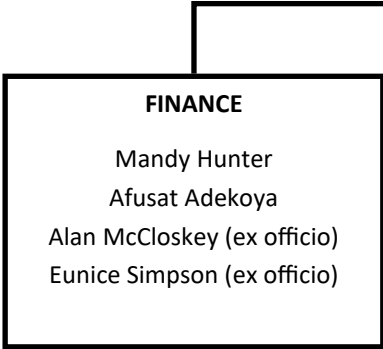 FINANCE
Mandy Hunter
Afusat Adekoya
Alan McCloskey (ex officio)
Eunice Simpson (ex officio)